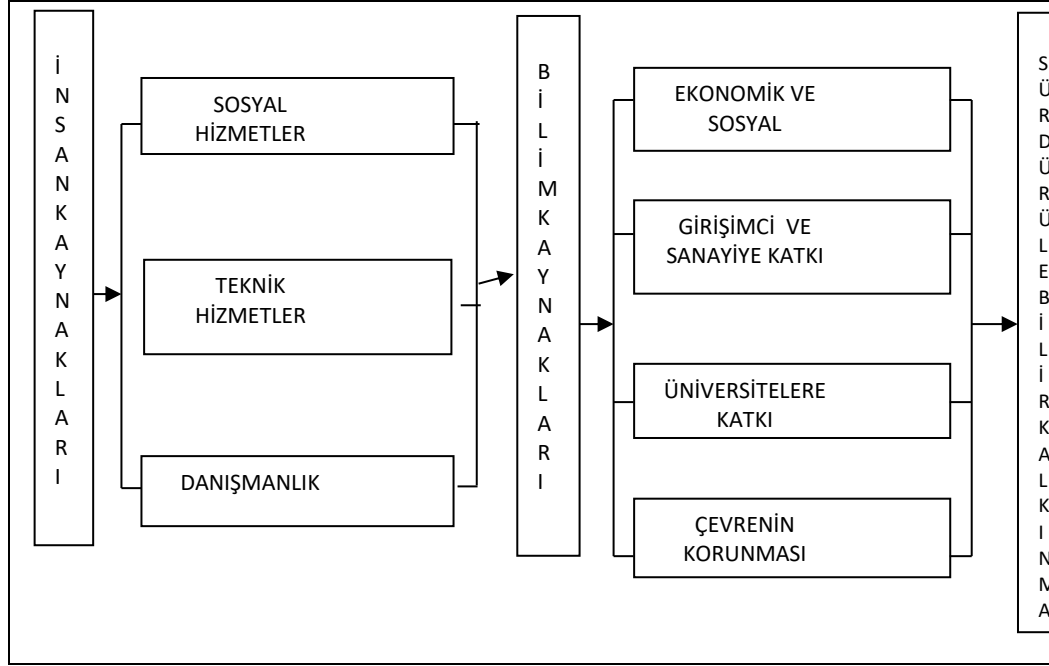 İNSANKAYNAKLARI
SOSYAL
HİZMETLER
TEKNİK
HİZMETLER
DANIŞMANLIK
BİLİMKAYNAKLARI
EKONOMİK VE
SOSYAL
GİRİŞİMCİ VE
SANAYİYE KATKI
ÜNİVERSİTELERE
KATKI
ÇEVRENİN
KORUNMASI
SÜRDÜRÜLEBİLİRKALKINMA